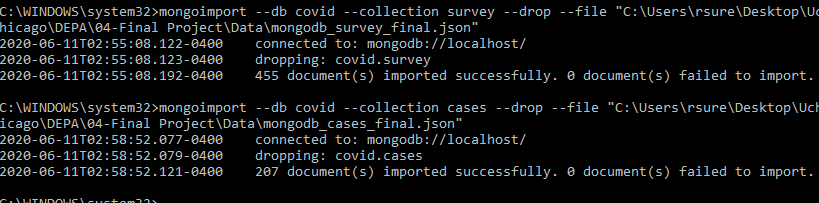 C:\WINDOWS\system32>mongoimport --db covid --collection survey --drop --file "C:\Users\rsure\Desktop\Uc
hicago\DEPA\04-Final Project\Data\mongodb_survey_final.json"
2020-06-11T02:55:08.122-0400    connected to: mongodb://localhost/
2020-06-11T02:55:08.123-0400    dropping: covid.survey
2020-06-11T02:55:08.192-0400    455 document(s) imported successfully. 0 document(s) failed to import.
C:\WINDOWS\system32>mongoimport --db covid --collection cases --drop --file "C:\Users\rsure\Desktop\Uch
icago\DEPA\04-Final Project\Data\mongodb_cases_final.json"
2020-06-11T02:58:52.077-0400    connected to: mongodb://localhost/
2020-06-11T02:58:52.079-0400    dropping: covid.cases
2020-06-11T02:58:52.121-0400    207 document(s) imported successfully. 0 document(s) failed to import.
C:\WINDOWS\system32>